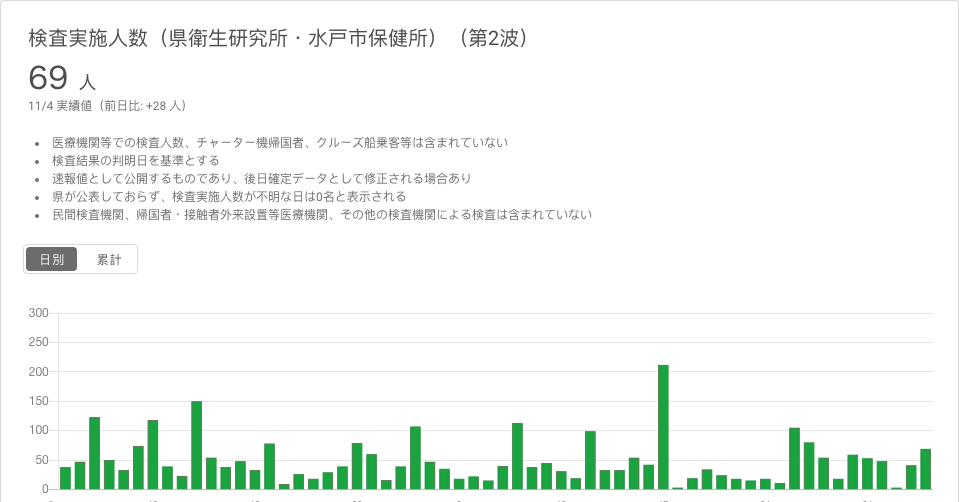 検査実施人数（県衛生研究所・水戸市保健所）（第2波）
69 人
11/4 実績値（前日比: +28 人）
• 医療機関等での検査人数、チャーター機帰国者、クルーズ船乗客等は含まれていない
• 検査結果の判明日を基準とする
• 速報値として公開するものであり、後日確定データとして修正される場合あり
• 県が公表しておらず、検査実施人数が不明な日は0名と表示される
• 民間検査機関、帰国者・接触者外来設置等医療機関、その他の検査機関による検査は含まれていない
日別 累計
300
250
200
150
100
50
0